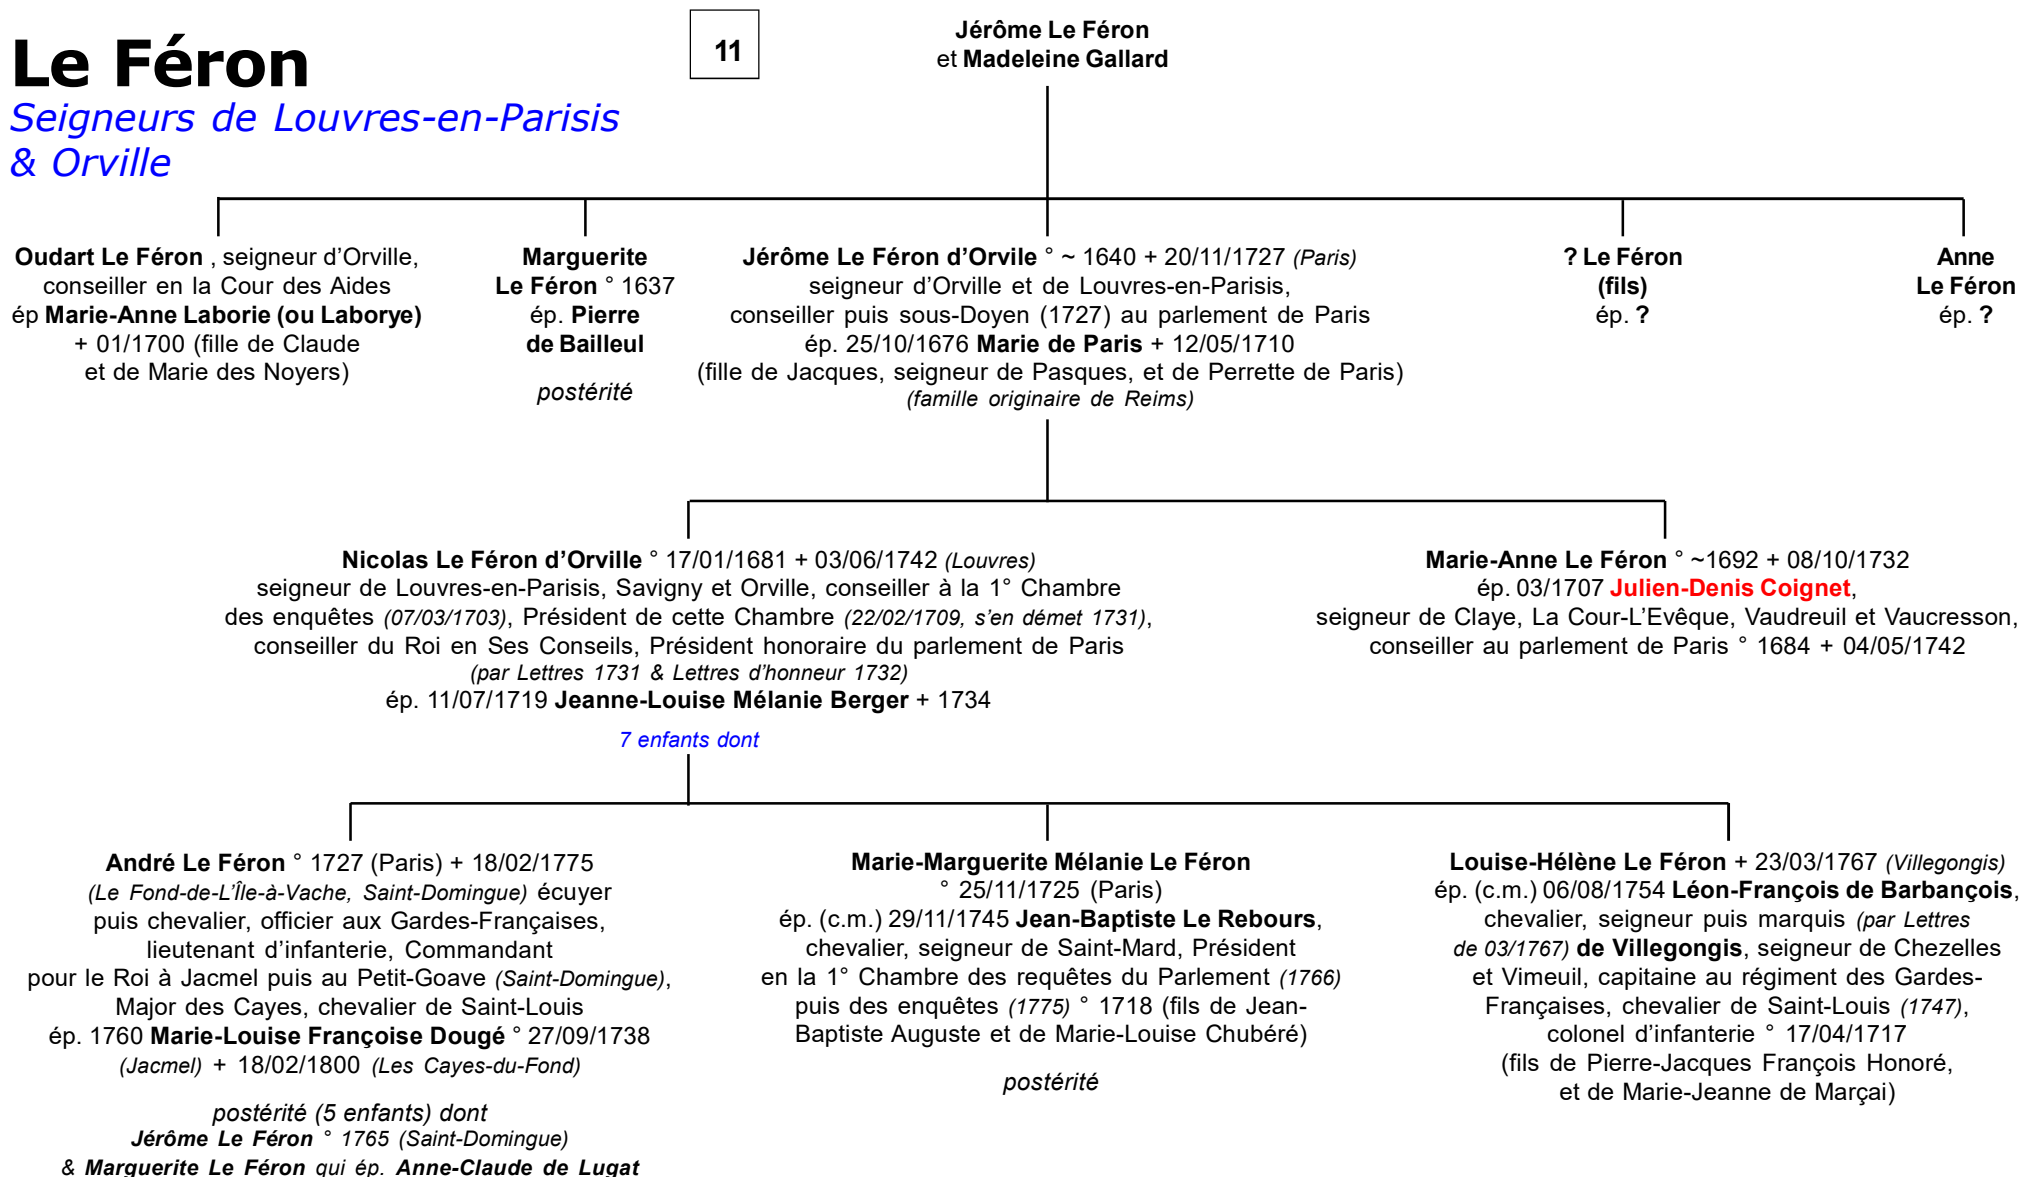 Le Féron
Seigneurs de Louvres-en-Parisis
& Orville
11
Jérôme Le Féron
et Madeleine Gallard
Oudart Le Féron , seigneur d’Orville,
conseiller en la Cour des Aides
ép Marie-Anne Laborie (ou Laborye)
+ 01/1700 (fille de Claude
et de Marie des Noyers)
Marguerite
Le Féron ° 1637
ép. Pierre
de Bailleul
postérité
Jérôme Le Féron d’Orvile ° ~ 1640 + 20/11/1727 (Paris)
seigneur d’Orville et de Louvres-en-Parisis,
conseiller puis sous-Doyen (1727) au parlement de Paris
ép. 25/10/1676 Marie de Paris + 12/05/1710
(fille de Jacques, seigneur de Pasques, et de Perrette de Paris)
(famille originaire de Reims)
? Le Féron
(fils)
ép. ?
Anne
Le Féron
ép. ?
Nicolas Le Féron d’Orville ° 17/01/1681 + 03/06/1742 (Louvres)
seigneur de Louvres-en-Parisis, Savigny et Orville, conseiller à la 1° Chambre
des enquêtes (07/03/1703), Président de cette Chambre (22/02/1709, s’en démet 1731),
conseiller du Roi en Ses Conseils, Président honoraire du parlement de Paris
(par Lettres 1731 & Lettres d’honneur 1732)
ép. 11/07/1719 Jeanne-Louise Mélanie Berger + 1734
7 enfants dont
Marie-Anne Le Féron ° ~1692 + 08/10/1732
ép. 03/1707 Julien-Denis Coignet,
seigneur de Claye, La Cour-L’Evêque, Vaudreuil et Vaucresson,
conseiller au parlement de Paris ° 1684 + 04/05/1742
André Le Féron ° 1727 (Paris) + 18/02/1775
(Le Fond-de-L’Île-à-Vache, Saint-Domingue) écuyer
puis chevalier, officier aux Gardes-Françaises,
lieutenant d’infanterie, Commandant
pour le Roi à Jacmel puis au Petit-Goave (Saint-Domingue),
Major des Cayes, chevalier de Saint-Louis
ép. 1760 Marie-Louise Françoise Dougé ° 27/09/1738
(Jacmel) + 18/02/1800 (Les Cayes-du-Fond)
postérité (5 enfants) dont
Jérôme Le Féron ° 1765 (Saint-Domingue)
& Marguerite Le Féron qui ép. Anne-Claude de Lugat
Marie-Marguerite Mélanie Le Féron
° 25/11/1725 (Paris)
ép. (c.m.) 29/11/1745 Jean-Baptiste Le Rebours,
chevalier, seigneur de Saint-Mard, Président
en la 1° Chambre des requêtes du Parlement (1766)
puis des enquêtes (1775) ° 1718 (fils de Jean-
Baptiste Auguste et de Marie-Louise Chubéré)
postérité
Louise-Hélène Le Féron + 23/03/1767 (Villegongis)
ép. (c.m.) 06/08/1754 Léon-François de Barbançois,
chevalier, seigneur puis marquis (par Lettres
de 03/1767) de Villegongis, seigneur de Chezelles
et Vimeuil, capitaine au régiment des Gardes-
Françaises, chevalier de Saint-Louis (1747),
colonel d’infanterie ° 17/04/1717
(fils de Pierre-Jacques François Honoré,
et de Marie-Jeanne de Marçai)